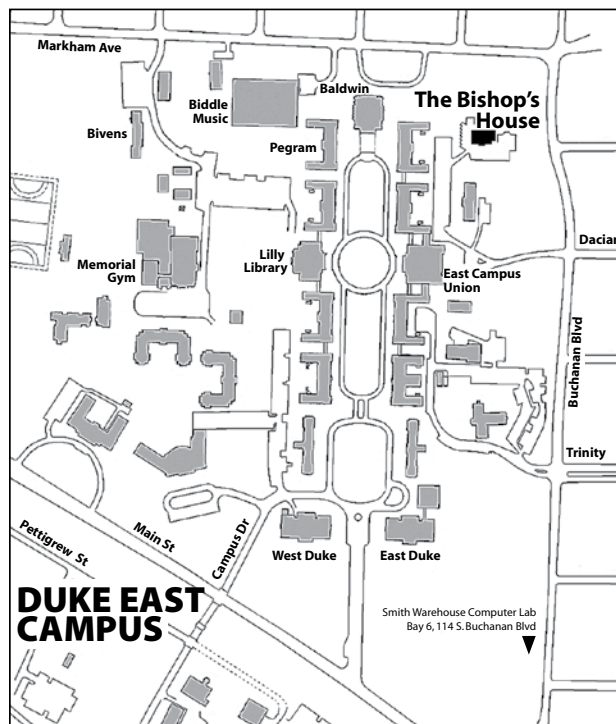 Markham Ave
Baldwin
The Bishop's
House
Biddle
Music
Bivens
Pegram
Dacian
Lilly
Library
East Campus
Union
Memorial
Gym
Buchanan Blvd
Trinity
Main St
Campus Dr
Pettigrew St
West Duke
East Duke
DUKE EAST
CAMPUS
Smith Warehouse Computer Lab
Bay 6, 114 S. Buchanan Blvd